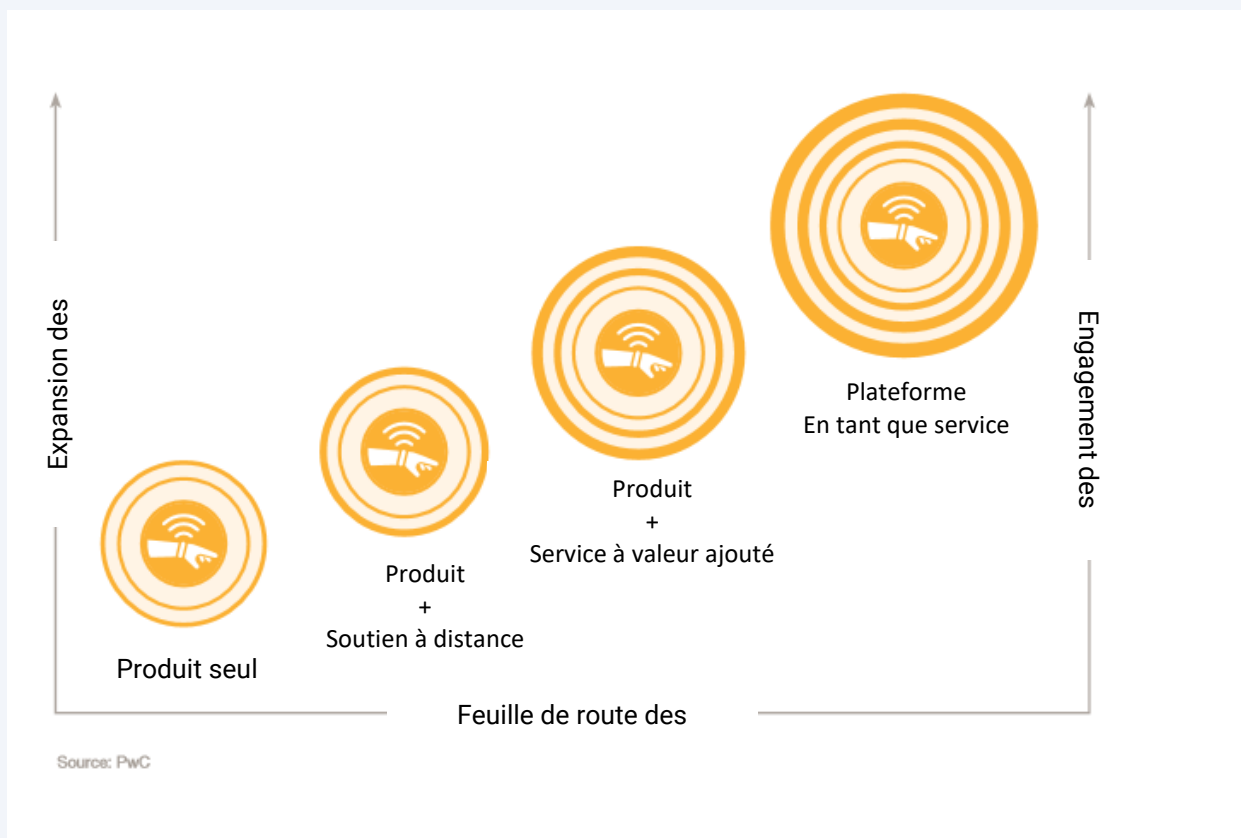 Expansion des
Engagement des
Plateforme
En tant que service
Produit
+
Service à valeur ajouté
Produit
+
Soutien à distance
Produit seul
Feuille de route des
Source: PwC